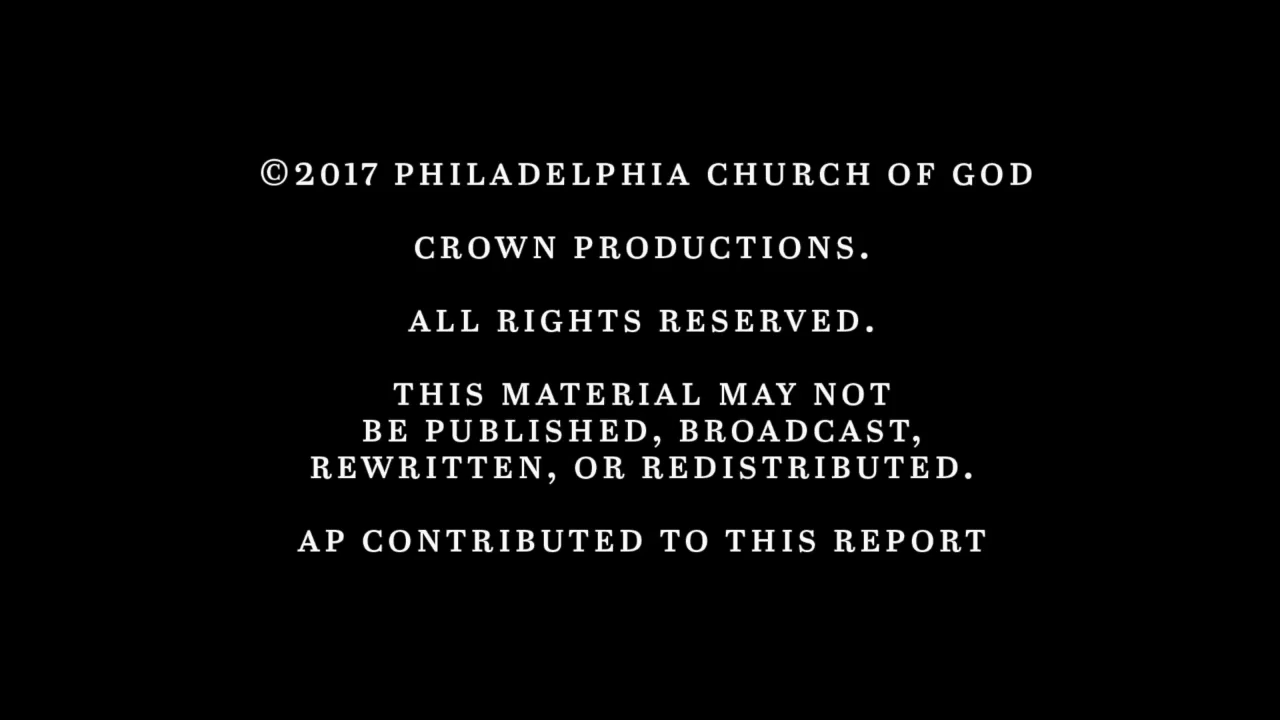 ©2017 PHILADELPHIA CHURCH OF GOD
CROWN PRODUCTIONS.
ALL RIGHTS RESERVED.
THIS MATERIAL MAY NOT
BE PUBLISHED, BROADCAST,
REWRITTEN, OR REDISTRIBUTED.
AP CONTRIBUTED TO THIS REPORT